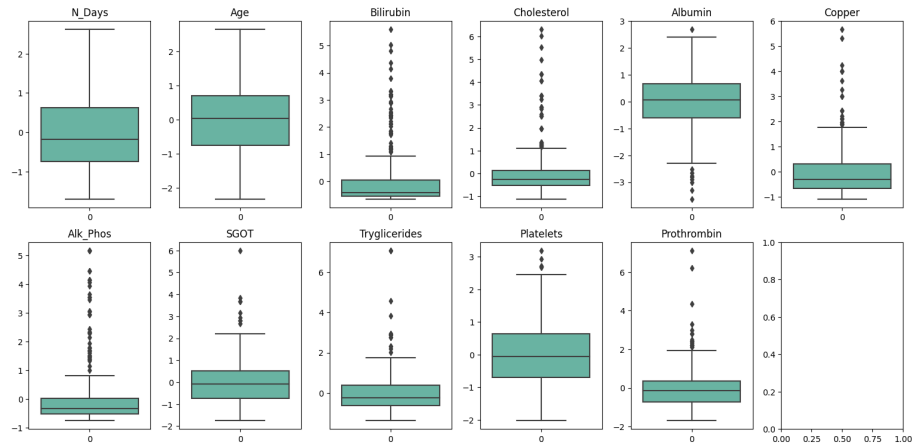 N_Days Age Bilirubin Cholesterol Albumin Copper
2 1 0 −1
2 1 0 −1 −2
5 4 3 2 1 0
6 5 4 3 2 1 0 −1
3 2 1 0 −1 −2 −3
6 5 4 3 2 1 0 −1
0 0 0 0 0 0
Alk_Phos SGOT Tryglicerides Platelets Prothrombin
5 4 3 2 1 0 −1
6 5 4 3 2 1 0 −1 −2
6 4 2 0
3 2 1 0 −1 −2
6 4 2 0 −2
1.0 0.8 0.6 0.4 0.2 0.0
0 0 0 0 0 0.00 0.25 0.50 0.75 1.00